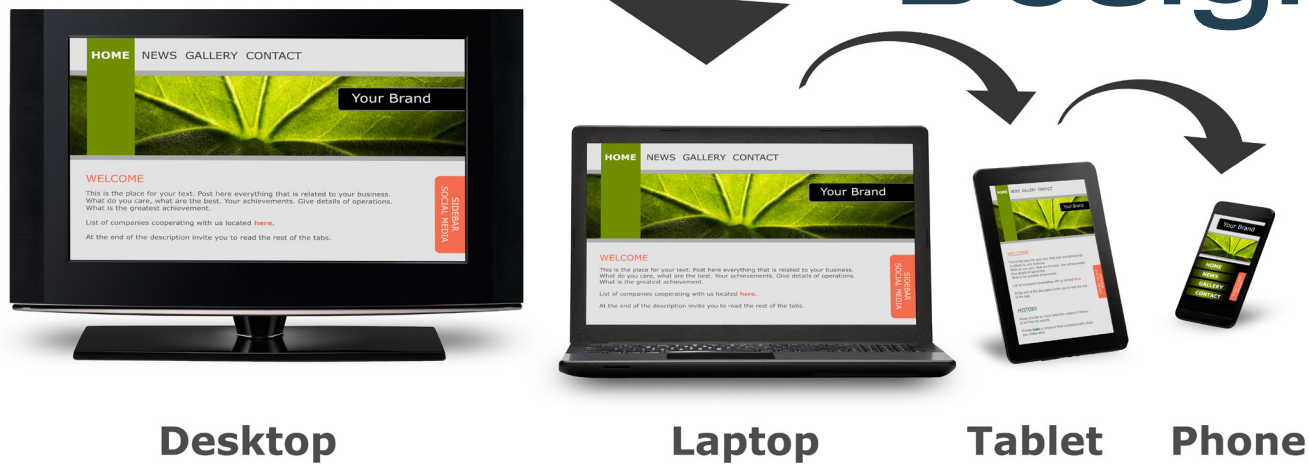 Design
HOME NEWS GALLERY CONTACT
Your Brand
WELCOME
This is the place for your text. Post here everything that is related to your business.
What do you care, what are the best. Your achievements. Give details of operations.
What is the greatest achievement.
List of companies cooperating with us located here.
At the end of the description invite you to read the rest of the tabs.
SIDEBAR
SOCIAL MEDIA
HOME NEWS GALLERY CONTACT
Your Brand
WELCOME
This is the place for your text. Post here everything that is related to your business.
What do you care, what are the best. Your achievements. Give details of operations.
What is the greatest achievement.
List of companies cooperating with us located here.
At the end of the description invite you to read the rest of the tabs.
SIDEBAR
SOCIAL MEDIA
HOME NEWS GALLERY CONTACT
Your Brand
WELCOME
HISTORY
Your Brand
HOME
NEWS
GALLERY
CONTACT
Desktop
Laptop
Tablet
Phone